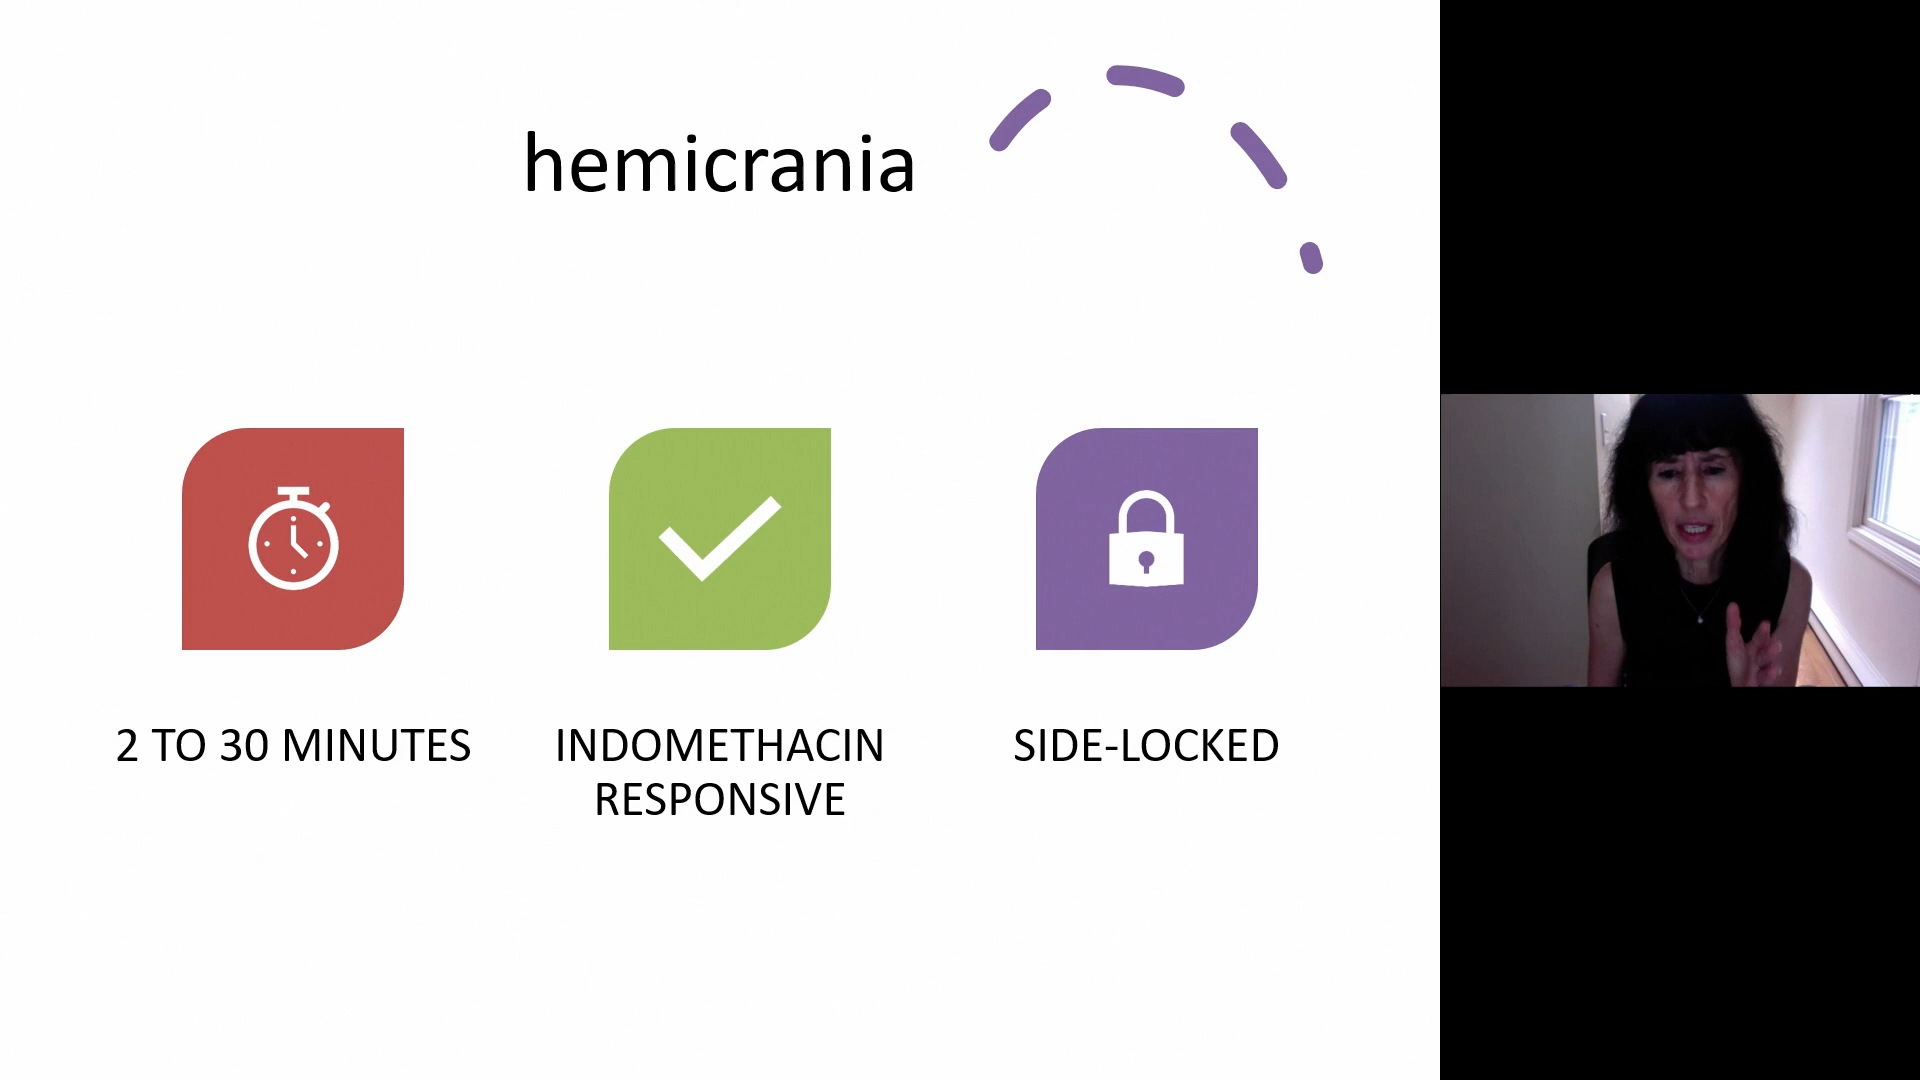 hemicrania
2 TO 30 MINUTES
INDOMETHACIN
RESPONSIVE
SIDE-LOCKED